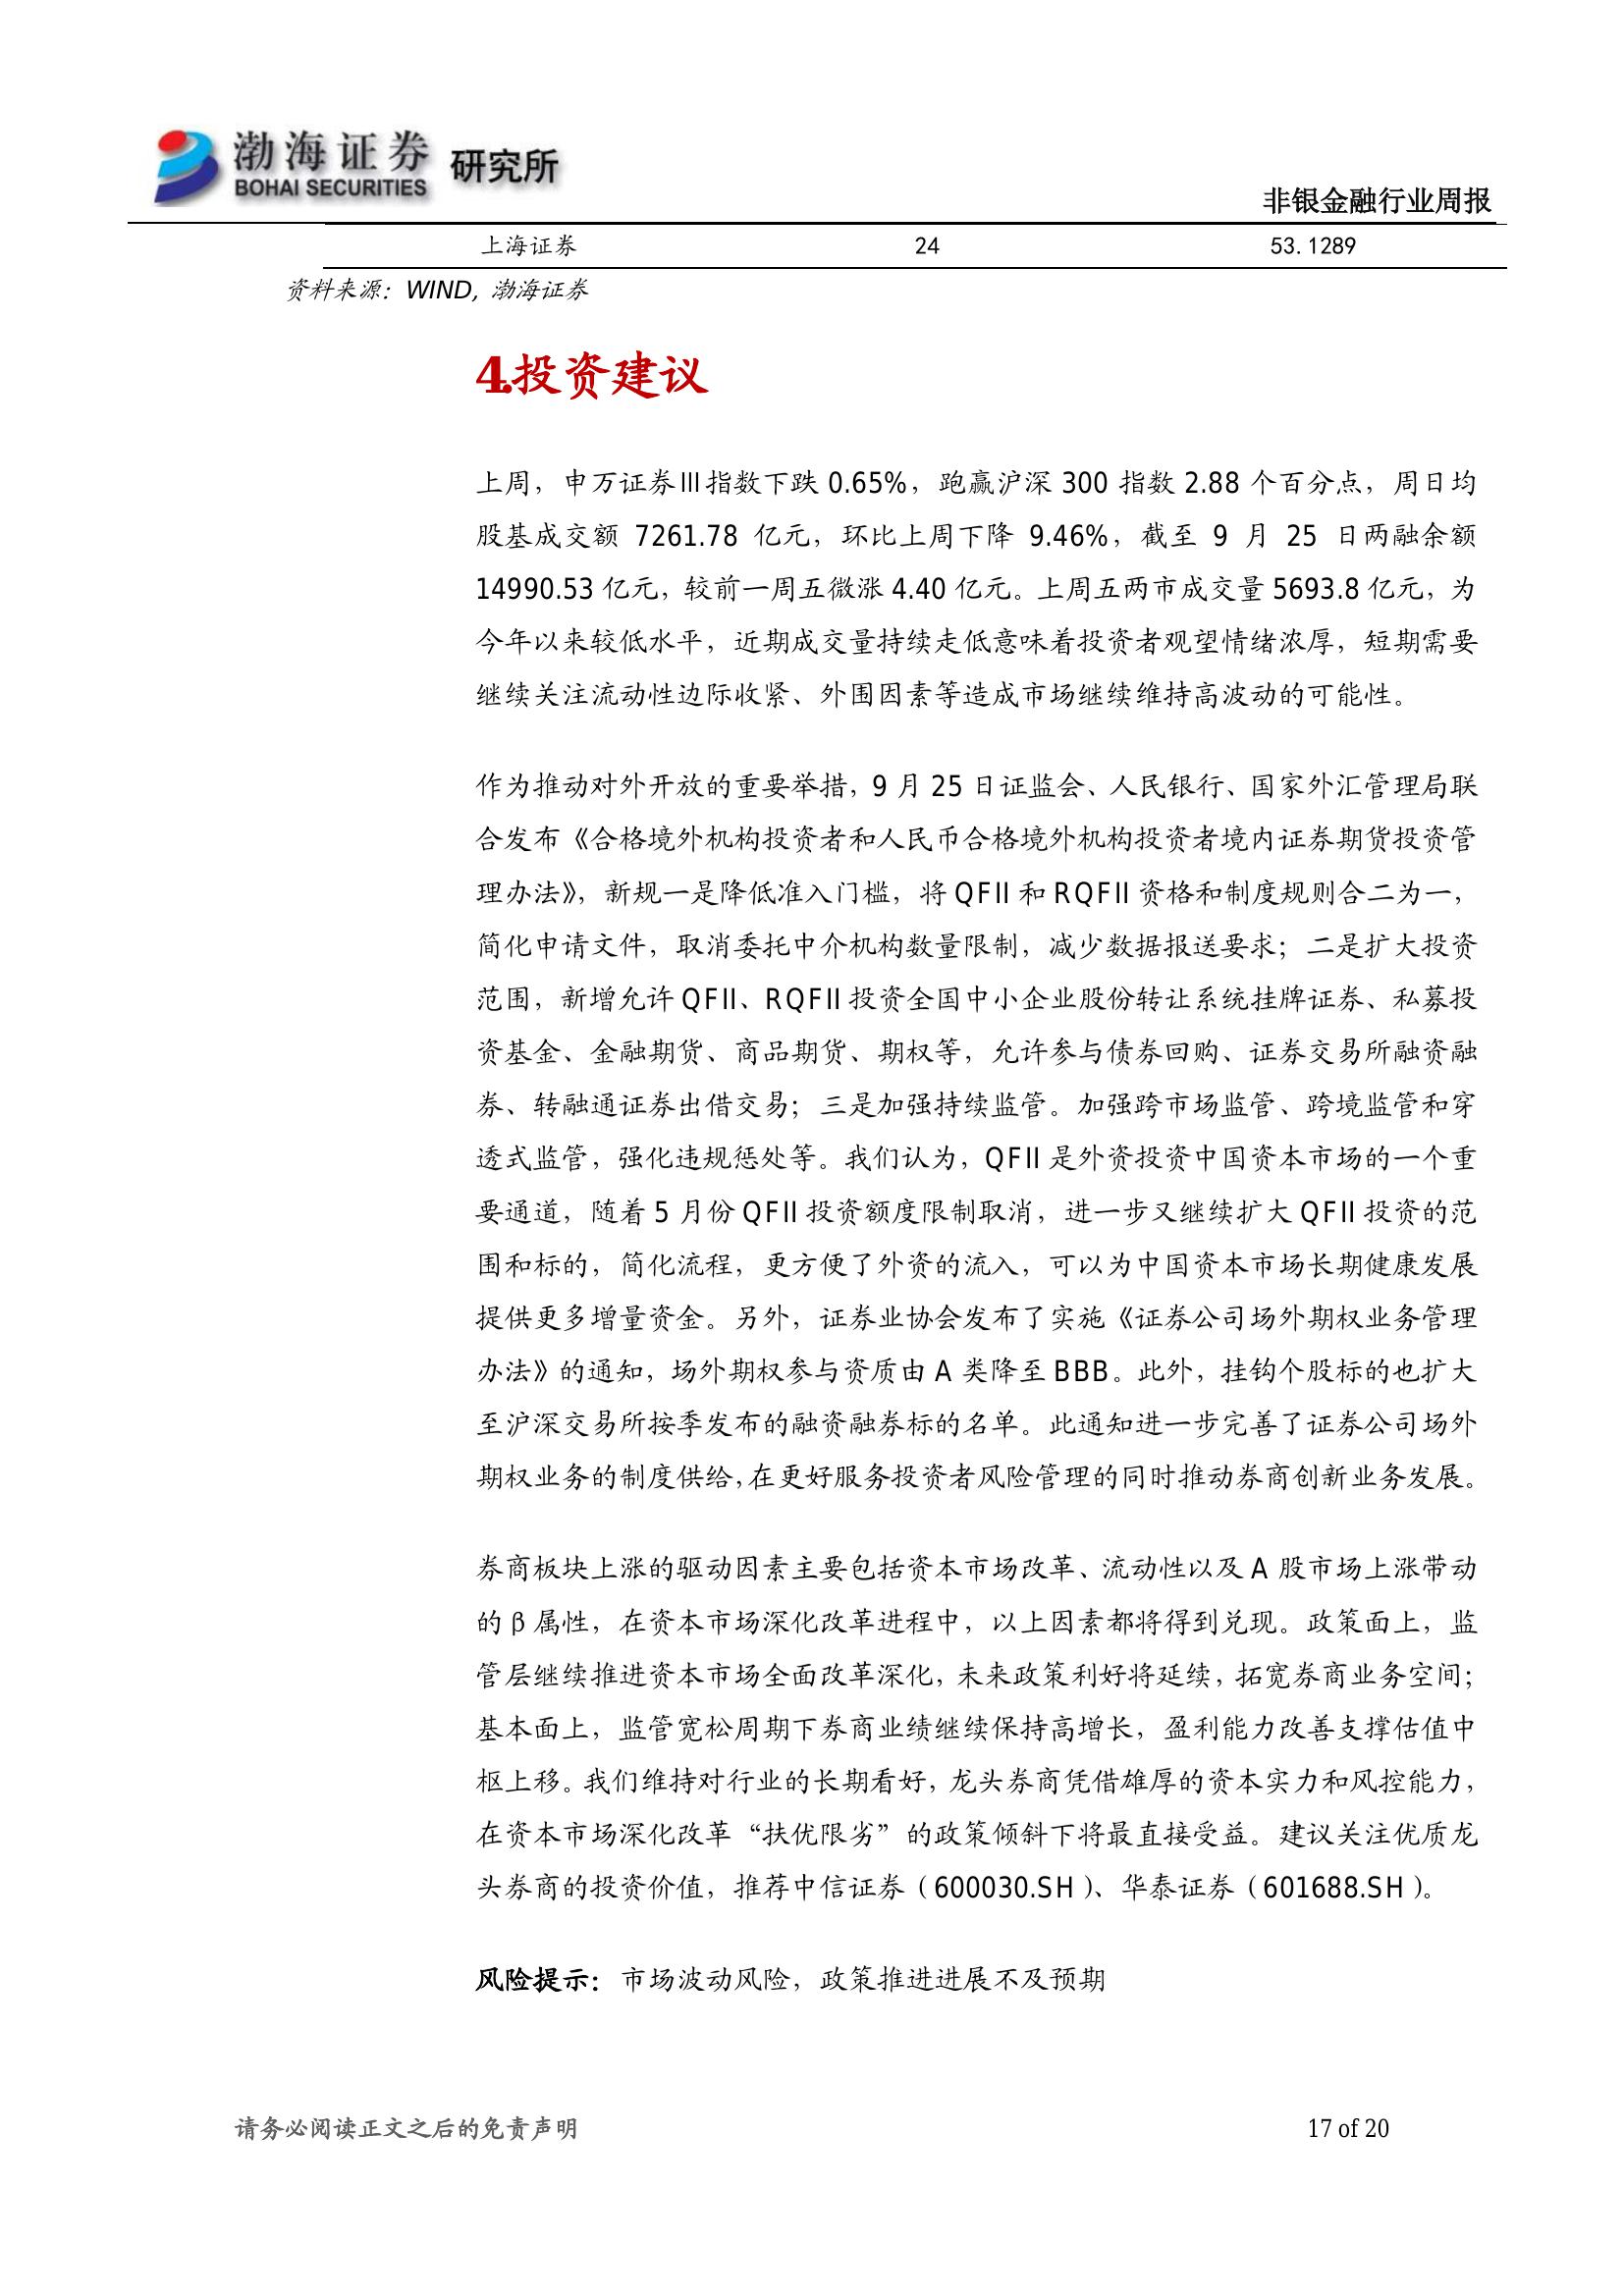 渤海证券 研究所
BOHAI SECURITIES
非银金融行业周报
上海证券 24 53.1289
资料来源：WIND，渤海证券
4.投资建议
上周，申万证券Ⅲ指数下跌 0.65%，跑赢沪深 300 指数 2.88 个百分点，周日均
股基成交额 7261.78 亿元，环比上周下降 9.46%，截至 9 月 25 日两融余额
14990.53 亿元，较前一周五微涨 4.40 亿元。上周五两市成交量 5693.8 亿元，为
今年以来较低水平，近期成交量持续走低意味着投资者观望情绪浓厚，短期需要
继续关注流动性边际收紧、外围因素等造成市场继续维持高波动的可能性。
作为推动对外开放的重要举措，9 月 25 日证监会、人民银行、国家外汇管理局联
合发布《合格境外机构投资者和人民币合格境外机构投资者境内证券期货投资管
理办法》，新规一是降低准入门槛，将 QFII 和 RQFII 资格和制度规则合二为一，
简化申请文件，取消委托中介机构数量限制，减少数据报送要求；二是扩大投资
范围，新增允许 QFII、RQFII 投资全国中小企业股份转让系统挂牌证券、私募投
资基金、金融期货、商品期货、期权等，允许参与债券回购、证券交易所融资融
券、转融通证券出借交易；三是加强持续监管。加强跨市场监管、跨境监管和穿
透式监管，强化违规惩处等。我们认为，QFII 是外资投资中国资本市场的一个重
要通道，随着 5 月份 QFII 投资额度限制取消，进一步又继续扩大 QFII 投资的范
围和标的，简化流程，更方便了外资的流入，可以为中国资本市场长期健康发展
提供更多增量资金。另外，证券业协会发布了实施《证券公司场外期权业务管理
办法》的通知，场外期权参与资质由 A 类降至 BBB。此外，挂钩个股标的也扩大
至沪深交易所按季发布的融资融券标的名单。此通知进一步完善了证券公司场外
期权业务的制度供给，在更好服务投资者风险管理的同时推动券商创新业务发展。
券商板块上涨的驱动因素主要包括资本市场改革、流动性以及 A 股市场上涨带动
的 β 属性，在资本市场深化改革进程中，以上因素都将得到兑现。政策面上，监
管层继续推进资本市场全面改革深化，未来政策利好将延续，拓宽券商业务空间；
基本面上，监管宽松周期下券商业绩继续保持高增长，盈利能力改善支撑估值中
枢上移。我们维持对行业的长期看好，龙头券商凭借雄厚的资本实力和风控能力，
在资本市场深化改革“扶优限劣”的政策倾斜下将最直接受益。建议关注优质龙
头券商的投资价值，推荐中信证券（600030.SH）、华泰证券（601688.SH）。
风险提示：市场波动风险，政策推进进展不及预期
请务必阅读正文之后的免责声明 17 of 20